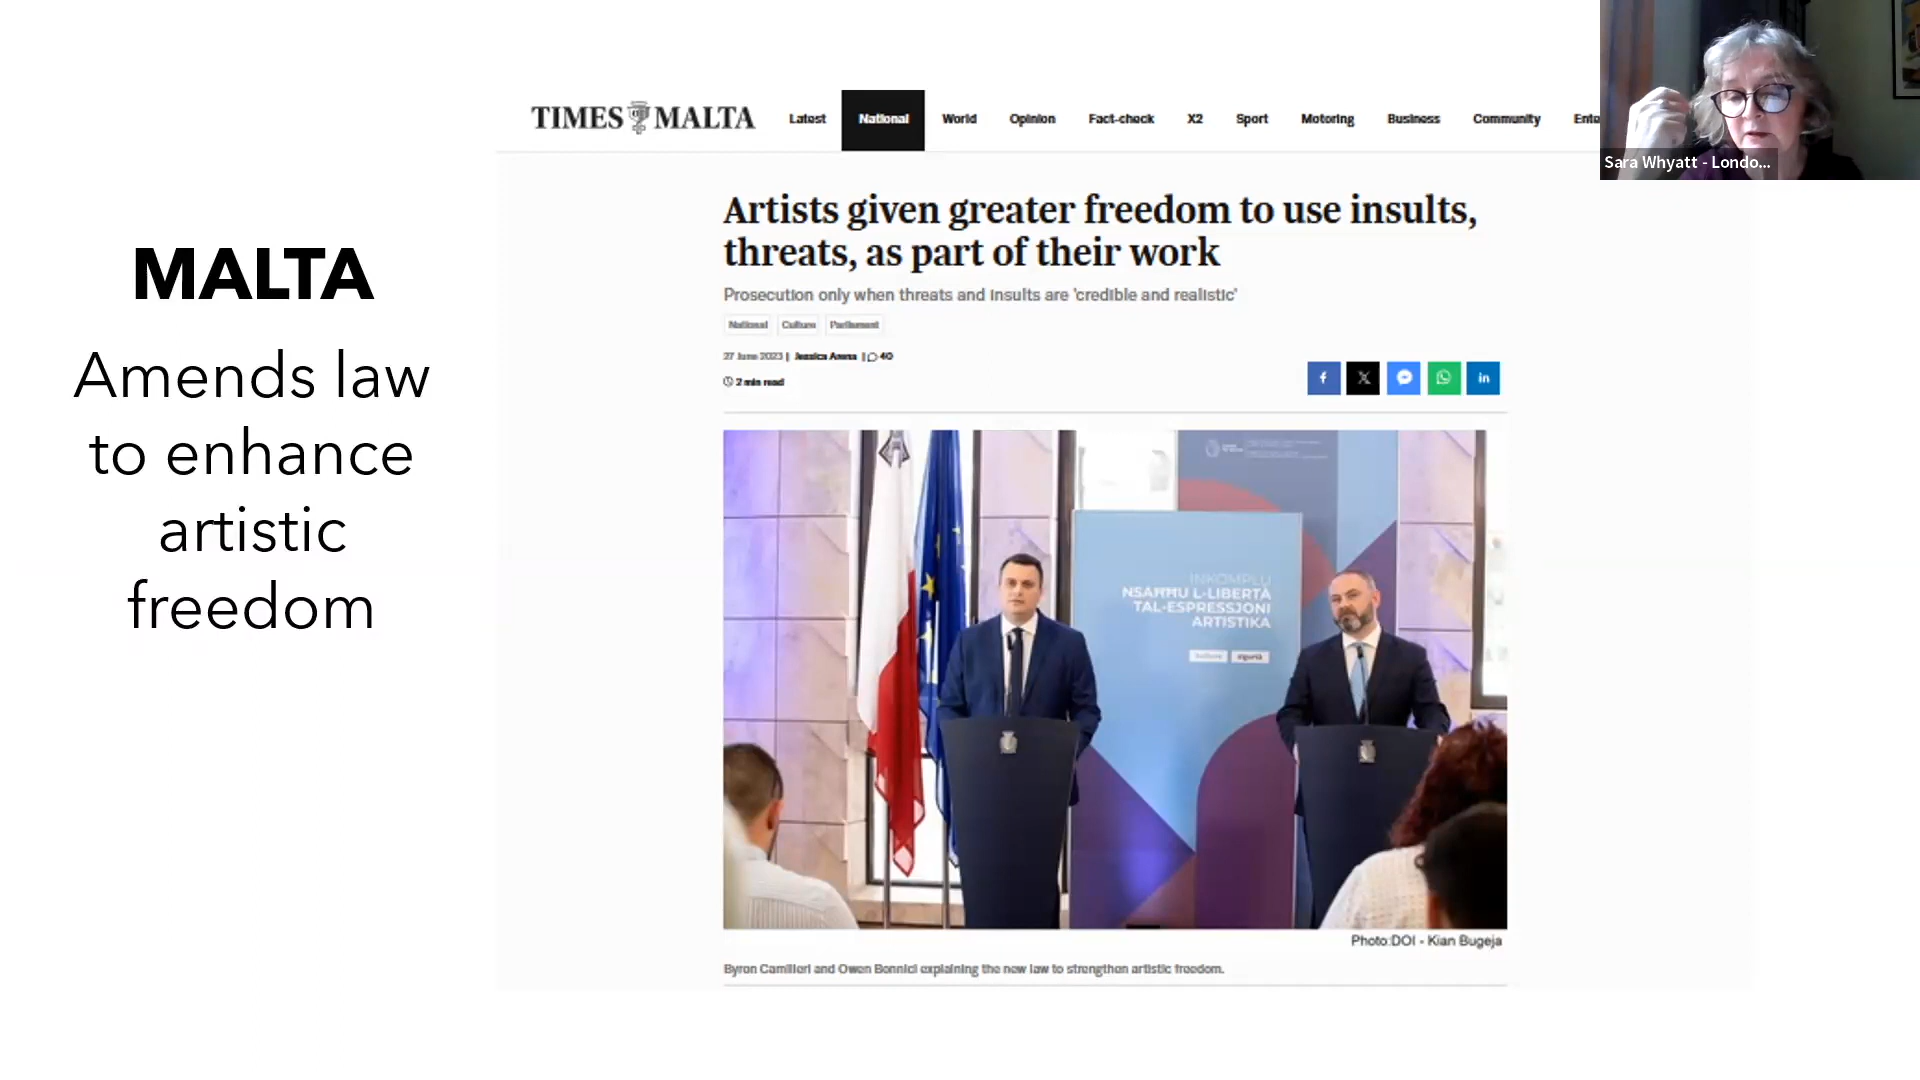 MALTA
Amends law
to enhance
artistic
freedom
TIMES MALTA
Latest National World Opinion Fact-check X2 Sport Motoring Business Community Ente
Artists given greater freedom to use insults,
threats, as part of their work
Prosecution only when threats and insults are 'credible and realistic'
National Culture Parliament
27 June 2023 | Jessica Arena | 40
2 min read
INKOMPLU
NSAĦĦU L-LIBERTÀ
TAL-ESPRESSJONI
ARTISTIKA
Photo:DOI - Kian Bugeja
Byron Camilleri and Owen Bonnici explaining the new law to strengthen artistic freedom.
Sara Whyatt - Londo...